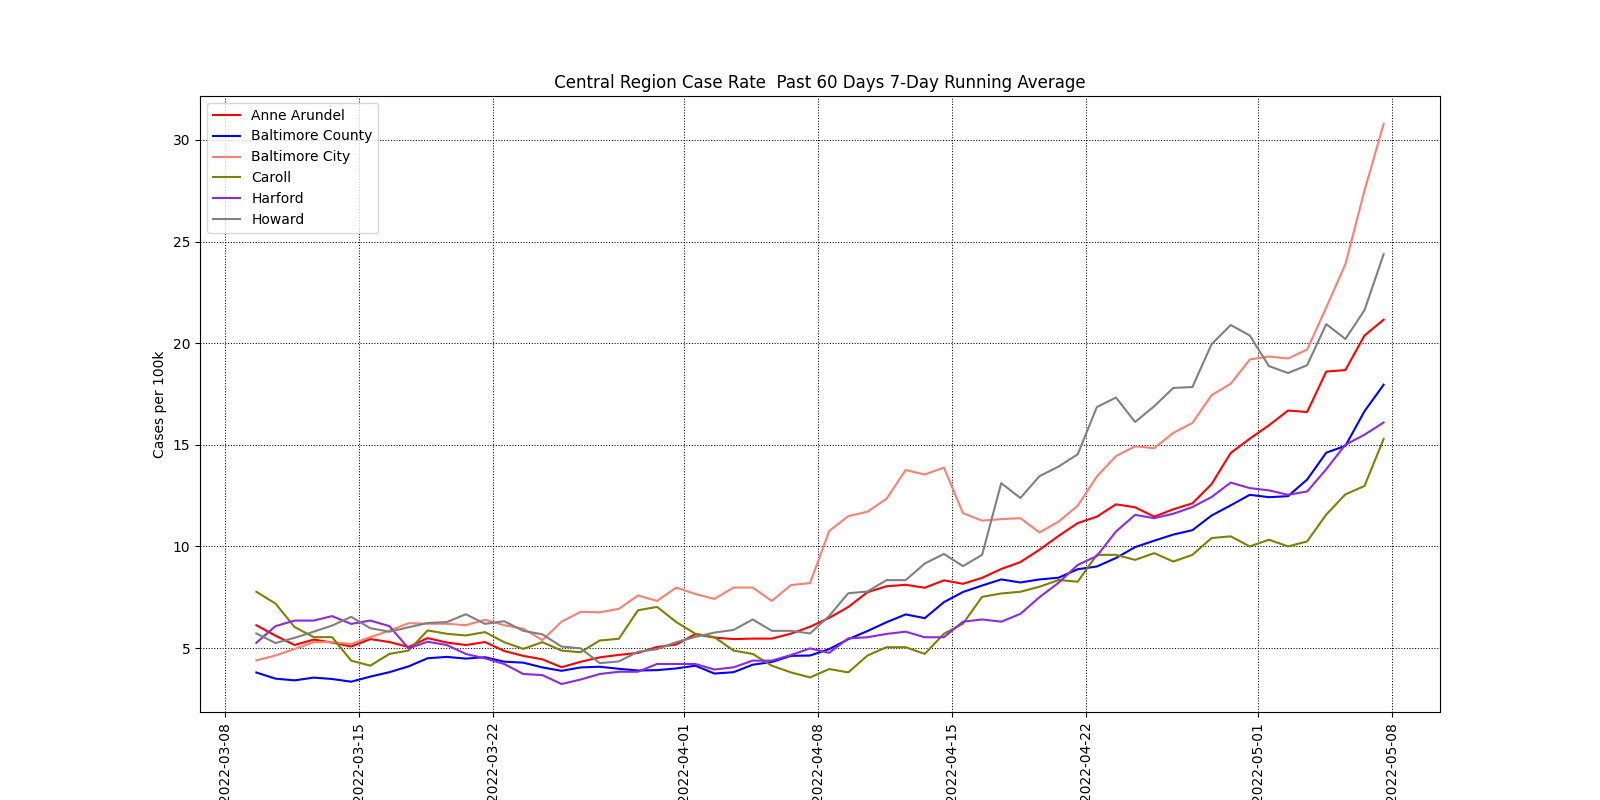 Central Region Case Rate  Past 60 Days 7-Day Running Average
Anne Arundel
Baltimore County
Baltimore City
Caroll
Harford
Howard
Cases per 100k
30
25
20
15
10
5
2022-03-08
2022-03-15
2022-03-22
2022-04-01
2022-04-08
2022-04-15
2022-04-22
2022-05-01
2022-05-08